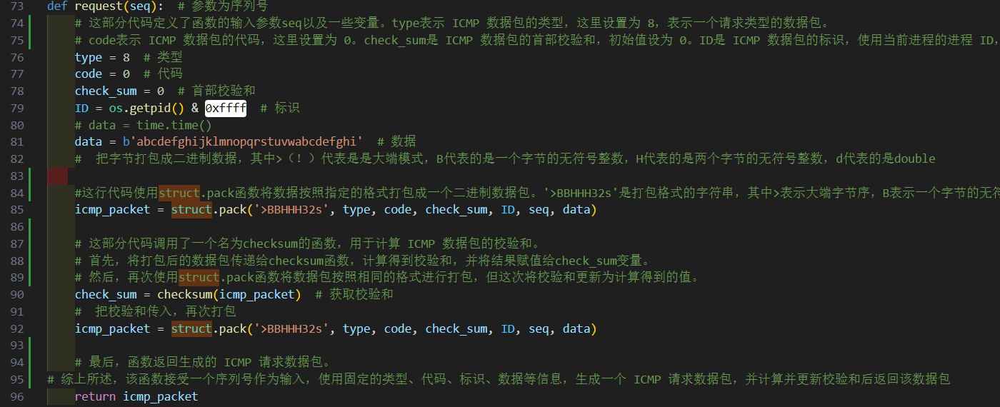 73 def request(seq):  # 参数为序列号
74 # 这部分代码定义了函数的输入参数seq以及一些变量。type表示 ICMP 数据包的类型，这里设置为 8，表示一个请求类型的数据包。
75 # code表示 ICMP 数据包的代码，这里设置为 0。check_sum是 ICMP 数据包的首部校验和，初始值设为 0。ID是 ICMP 数据包的标识，使用当前进程的进程 ID，
76 type = 8  # 类型
77 code = 0  # 代码
78 check_sum = 0  # 首部校验和
79 ID = os.getpid() & 0xffff  # 标识
80 # data = time.time()
81 data = b'abcdefghijklmnopqrstuvwabcdefghi'  # 数据
82 #  把字节打包成二进制数据，其中>（！）代表是是大端模式，B代表的是一个字节的无符号整数，H代表的是两个字节的无符号整数，d代表的是double
83
84 #这行代码使用struct.pack函数将数据按照指定的格式打包成一个二进制数据包。'>BBHHH32s'是打包格式的字符串，其中>表示大端字节序，B表示一个字节的无符
85 icmp_packet = struct.pack('>BBHHH32s', type, code, check_sum, ID, seq, data)
86
87 # 这部分代码调用了一个名为checksum的函数，用于计算 ICMP 数据包的校验和。
88 # 首先，将打包后的数据包传递给checksum函数，计算得到校验和，并将结果赋值给check_sum变量。
89 # 然后，再次使用struct.pack函数将数据包按照相同的格式进行打包，但这次将校验和更新为计算得到的值。
90 check_sum = checksum(icmp_packet)  # 获取校验和
91 #  把校验和传入，再次打包
92 icmp_packet = struct.pack('>BBHHH32s', type, code, check_sum, ID, seq, data)
93
94 # 最后，函数返回生成的 ICMP 请求数据包。
95 # 综上所述，该函数接受一个序列号作为输入，使用固定的类型、代码、标识、数据等信息，生成一个 ICMP 请求数据包，并计算并更新校验和后返回该数据包
96 return icmp_packet